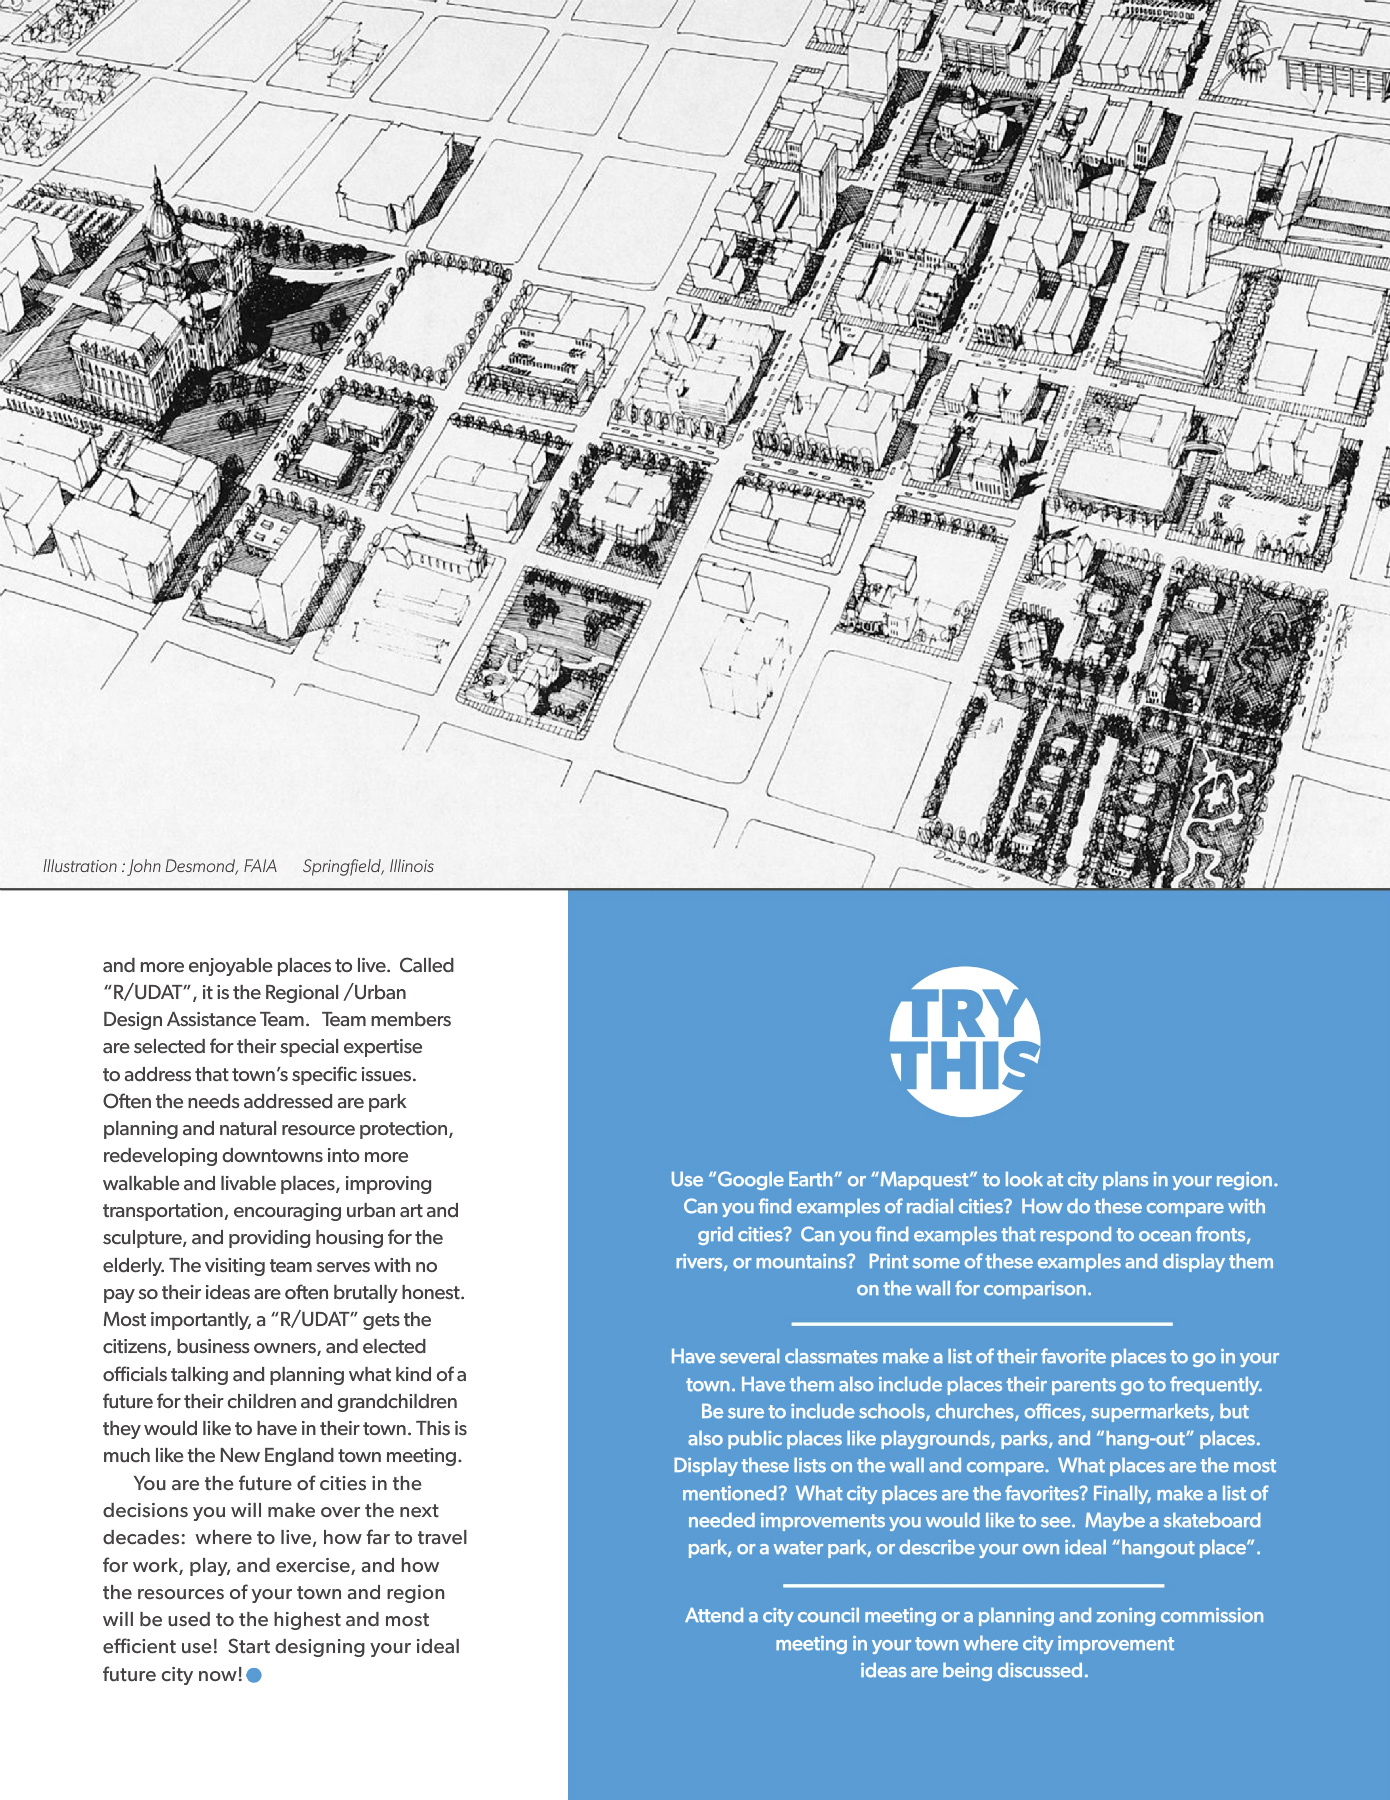 Desmond '99
Illustration : John Desmond, FAIA Springfield, Illinois
and more enjoyable places to live. Called
“R/UDAT”, it is the Regional /Urban
Design Assistance Team. Team members
are selected for their special expertise
to address that town’s specific issues.
Often the needs addressed are park
planning and natural resource protection,
redeveloping downtowns into more
walkable and livable places, improving
transportation, encouraging urban art and
sculpture, and providing housing for the
elderly. The visiting team serves with no
pay so their ideas are often brutally honest.
Most importantly, a “R/UDAT” gets the
citizens, business owners, and elected
officials talking and planning what kind of a
future for their children and grandchildren
they would like to have in their town. This is
much like the New England town meeting.
You are the future of cities in the
decisions you will make over the next
decades: where to live, how far to travel
for work, play, and exercise, and how
the resources of your town and region
will be used to the highest and most
efficient use! Start designing your ideal
future city now!
TRY
THIS
Use “Google Earth” or “Mapquest” to look at city plans in your region.
Can you find examples of radial cities? How do these compare with
grid cities? Can you find examples that respond to ocean fronts,
rivers, or mountains? Print some of these examples and display them
on the wall for comparison.
Have several classmates make a list of their favorite places to go in your
town. Have them also include places their parents go to frequently.
Be sure to include schools, churches, offices, supermarkets, but
also public places like playgrounds, parks, and “hang-out” places.
Display these lists on the wall and compare. What places are the most
mentioned? What city places are the favorites? Finally, make a list of
needed improvements you would like to see. Maybe a skateboard
park, or a water park, or describe your own ideal “hangout place”.
Attend a city council meeting or a planning and zoning commission
meeting in your town where city improvement
ideas are being discussed.